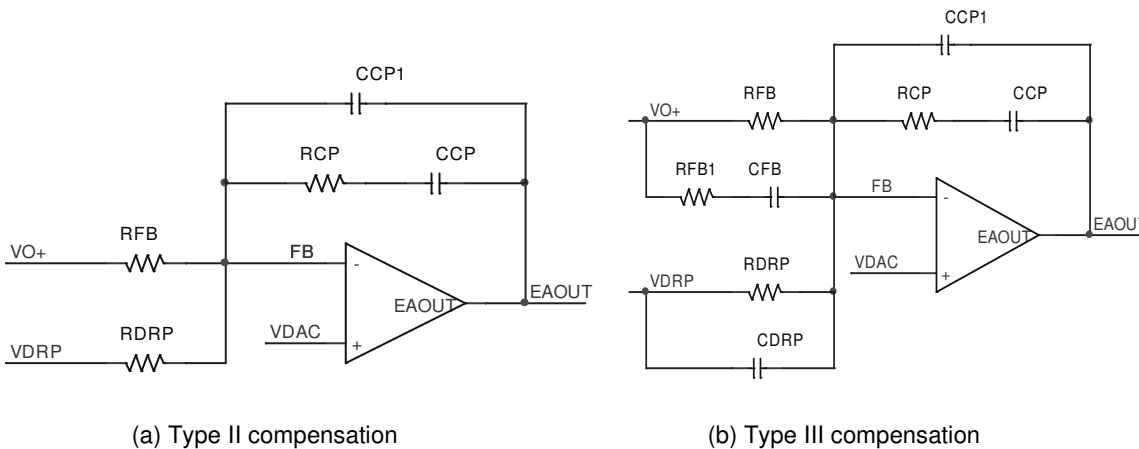 CCP1
RCP
CCP
RFB
VO+
FB
-
EAOUT
EAOUT
RDRP
VDAC
+
VDRP
(a) Type II compensation
CCP1
RFB
RCP
CCP
VO+
RFB1
CFB
FB
-
EAOUT
EAOUT
VDAC
+
RDRP
VDRP
CDRP
(b) Type III compensation